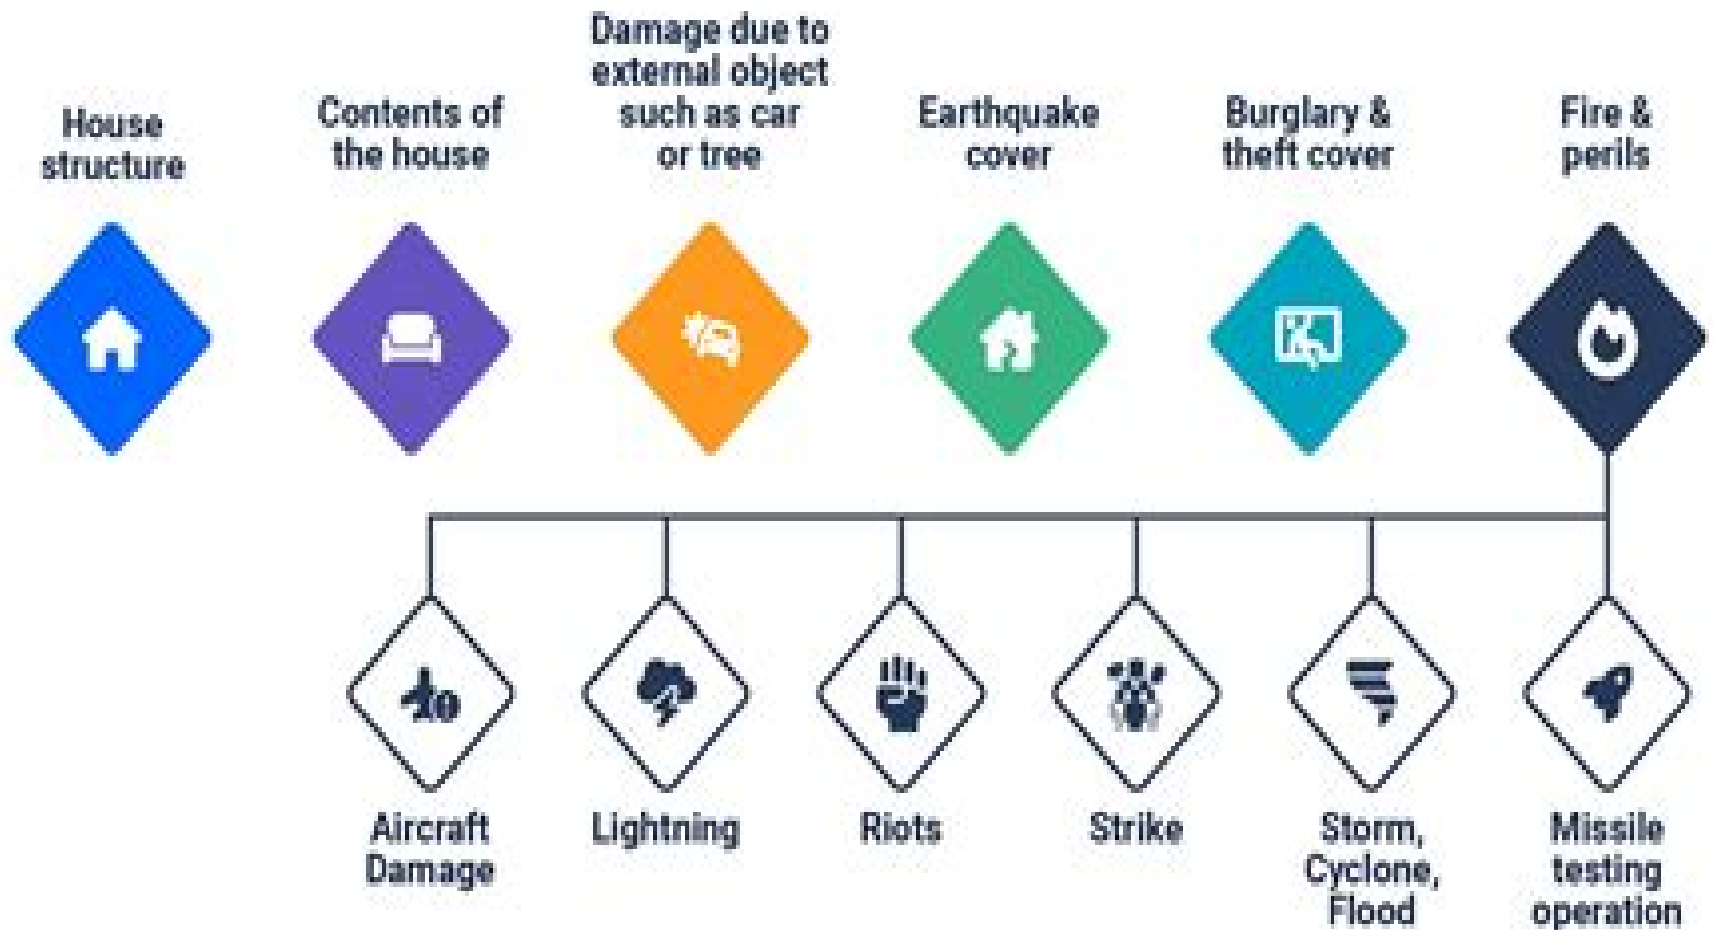 House
structure
Contents of
the house
Damage due to
external object
such as car
or tree
Earthquake
cover
Burglary &
theft cover
Fire &
perils
Aircraft
Damage
Lightning
Riots
Strike
Storm,
Cyclone,
Flood
Missile
testing
operation